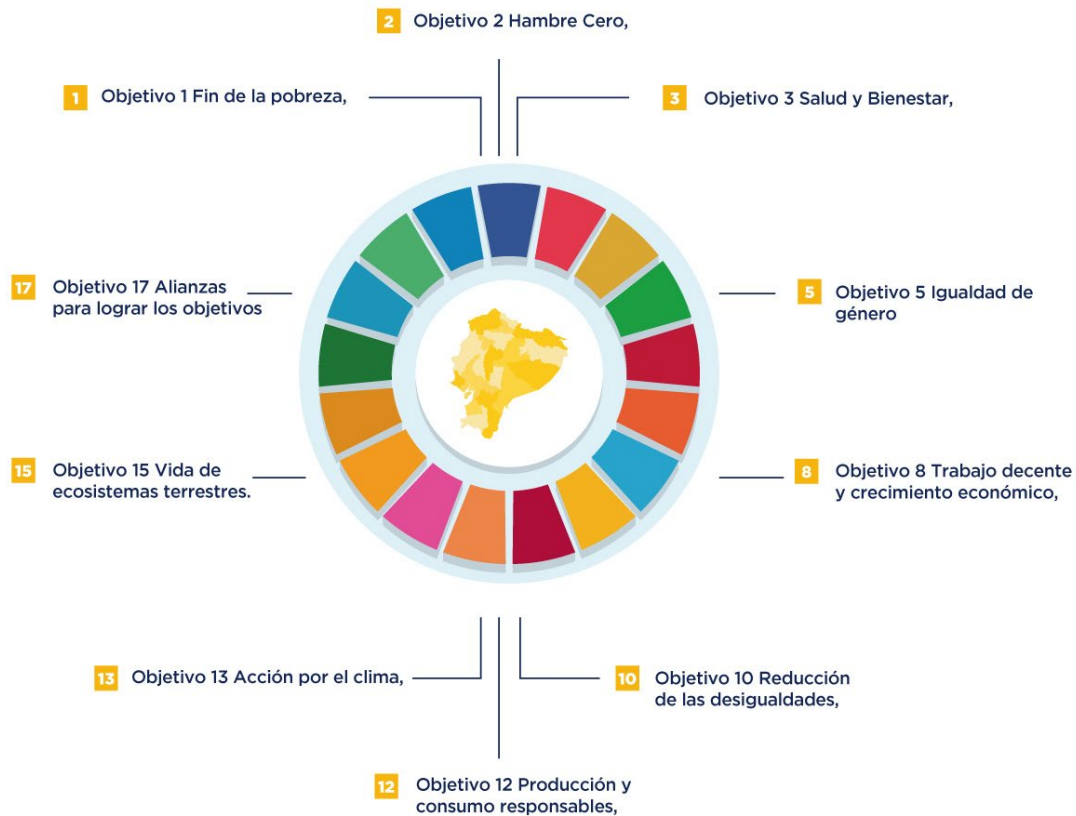 2 Objetivo 2 Hambre Cero,
1 Objetivo 1 Fin de la pobreza,
3 Objetivo 3 Salud y Bienestar,
17 Objetivo 17 Alianzas
para lograr los objetivos
5 Objetivo 5 Igualdad de
género
15 Objetivo 15 Vida de
ecosistemas terrestres.
8 Objetivo 8 Trabajo decente
y crecimiento económico,
13 Objetivo 13 Acción por el clima,
10 Objetivo 10 Reducción
de las desigualdades,
12 Objetivo 12 Producción y
consumo responsables,